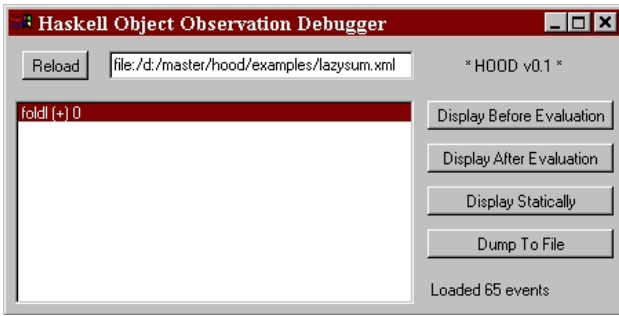 Haskell Object Observation Debugger
Reload
file:/d:/master/hood/examples/lazysum.xml
* HOOD v0.1 *
foldl (+) 0
Display Before Evaluation
Display After Evaluation
Display Statically
Dump To File
Loaded 65 events